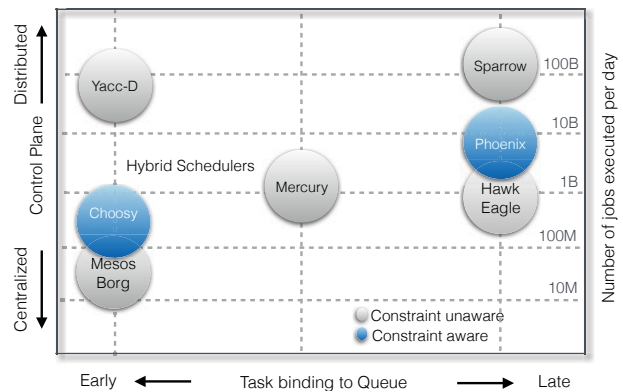 Distributed
Control Plane
Centralized
Yacc-D
Sparrow
100B
10B
Phoenix
Hybrid Schedulers
Mercury
1B
Hawk
Eagle
Choosy
100M
Mesos
Borg
10M
Constraint unaware
Constraint aware
Number of jobs executed per day
Early
Task binding to Queue
Late